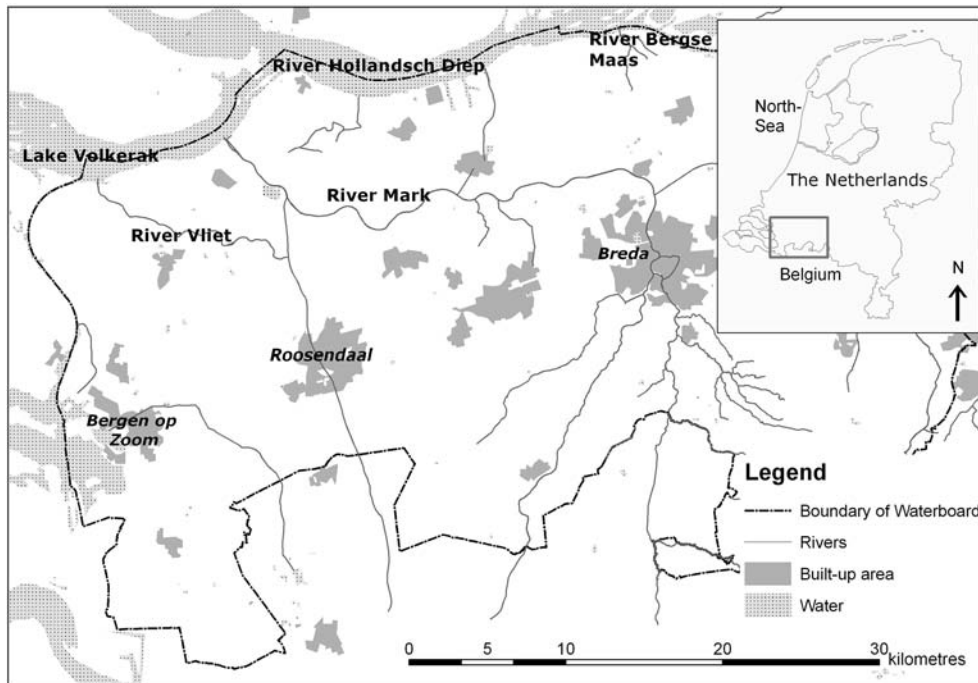 River Bergse
Maas
River Hollandsch Diep
Lake Volkerak
River Mark
River Vliet
Breda
Roosendaal
Bergen op
Zoom
North-
Sea
The Netherlands
Belgium
N
Legend
Boundary of Waterboard
Rivers
Built-up area
Water
0 5 10 20 30
kilometres